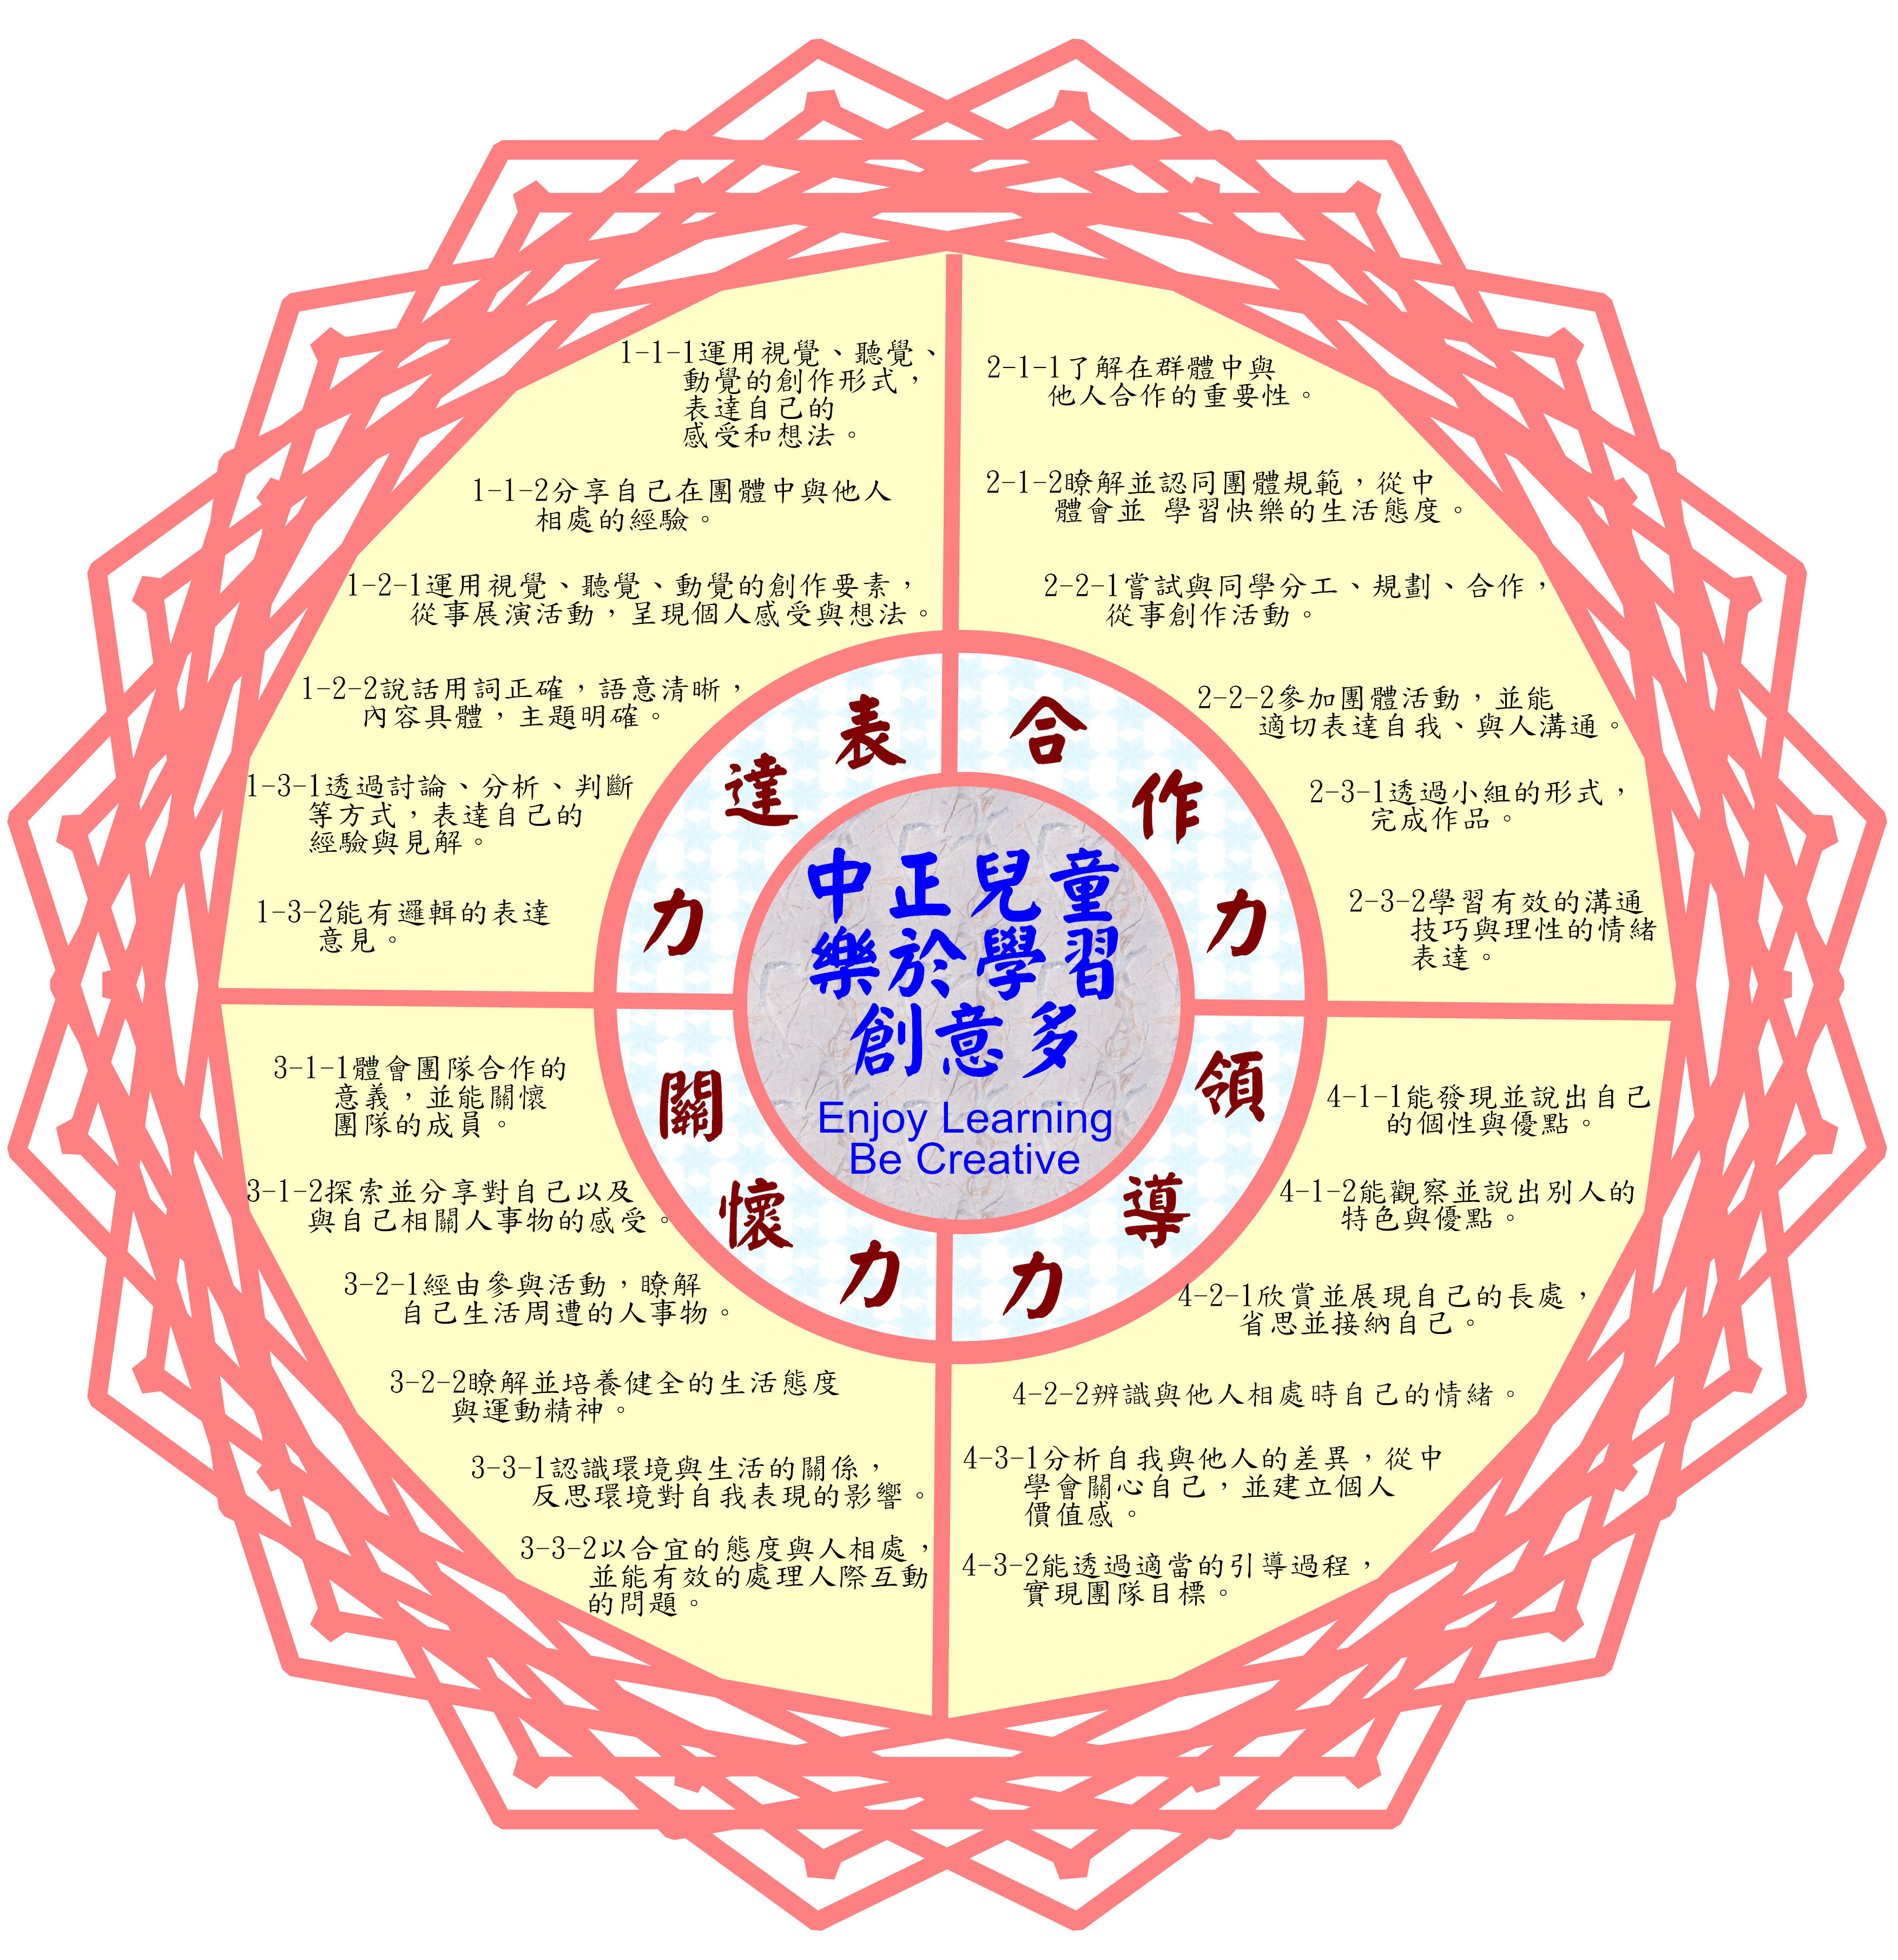 1-1-1運用視覺、聽覺、
動覺的創作形式，
表達自己的
感受和想法。
1-1-2分享自己在團體中與他人
相處的經驗。
1-2-1運用視覺、聽覺、動覺的創作要素，
從事展演活動，呈現個人感受與想法。
1-2-2說話用詞正確，語意清晰，
內容具體，主題明確。
1-3-1透過討論、分析、判斷
等方式，表達自己的
經驗與見解。
1-3-2能有邏輯的表達
意見。
2-1-1了解在群體中與
他人合作的重要性。
2-1-2瞭解並認同團體規範，從中
體會並 學習快樂的生活態度。
2-2-1嘗試與同學分工、規劃、合作，
從事創作活動。
2-2-2參加團體活動，並能
適切表達自我、與人溝通。
2-3-1透過小組的形式，
完成作品。
2-3-2學習有效的溝通
技巧與理性的情緒
表達。
表達力
合作力
中正兒童
樂於學習
創意多
Enjoy Learning
Be Creative
關懷力
領導力
3-1-1體會團隊合作的
意義，並能關懷
團隊的成員。
3-1-2探索並分享對自己以及
與自己相關人事物的感受。
3-2-1經由參與活動，瞭解
自己生活周遭的人事物。
3-2-2瞭解並培養健全的生活態度
與運動精神。
3-3-1認識環境與生活的關係，
反思環境對自我表現的影響。
3-3-2以合宜的態度與人相處，
並能有效的處理人際互動
的問題。
4-1-1能發現並說出自己
的個性與優點。
4-1-2能觀察並說出別人的
特色與優點。
4-2-1欣賞並展現自己的長處，
省思並接納自己。
4-2-2辨識與他人相處時自己的情緒。
4-3-1分析自我與他人的差異，從中
學會關心自己，並建立個人
價值感。
4-3-2能透過適當的引導過程，
實現團隊目標。